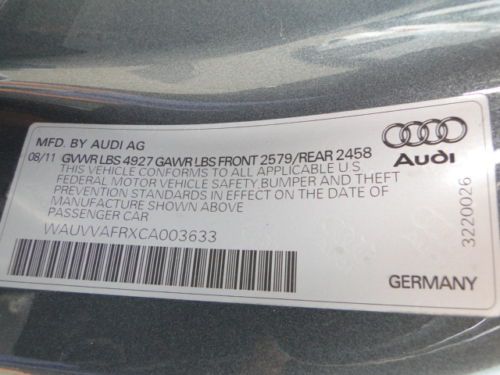 MFD. BY AUDI AG
08/11 GVWR LBS 4927 GAWR LBS FRONT 2579/REAR 2458
THIS VEHICLE CONFORMS TO ALL APPLICABLE U S
FEDERAL MOTOR VEHICLE SAFETY, BUMPER AND THEFT
PREVENTION STANDARDS IN EFFECT ON THE DATE OF
MANUFACTURE SHOWN ABOVE
PASSENGER CAR
WAUVVAFRXCA003633
Audi
3220026
GERMANY